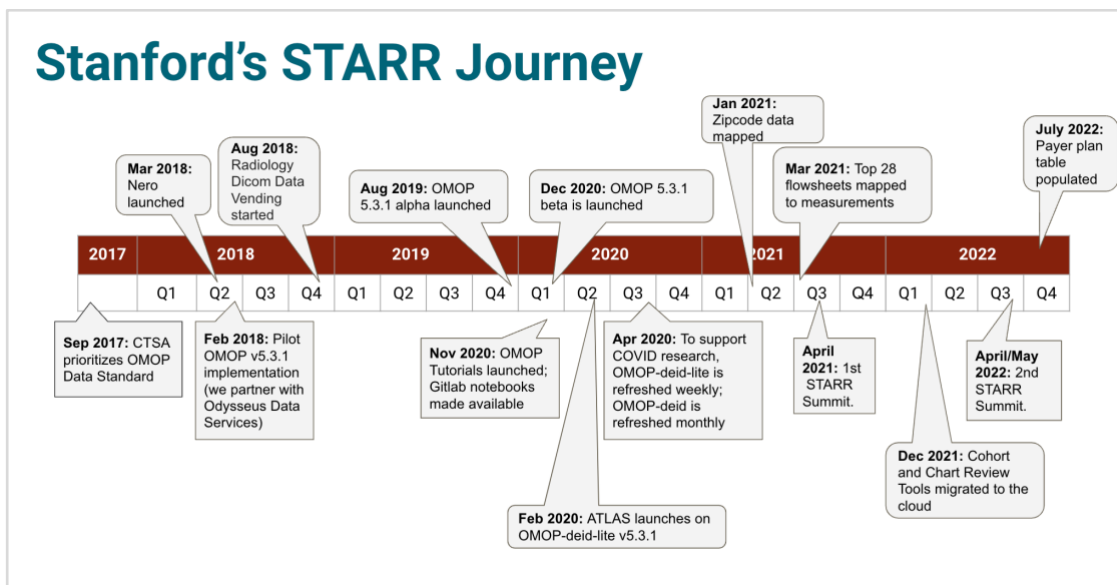 Stanford's STARR Journey
Mar 2018:
Nero
launched
Aug 2018:
Radiology
Dicom Data
Vending
started
Aug 2019: OMOP
5.3.1 alpha launched
Dec 2020: OMOP 5.3.1
beta is launched
Jan 2021:
Zipcode data
mapped
Mar 2021: Top 28
flowsheets mapped
to measurements
July 2022:
Payer plan
table
populated
2017
2018
2019
2020
2021
2022
Q1 Q2 Q3 Q4 Q1 Q2 Q3 Q4 Q1 Q2 Q3 Q4 Q2 Q3 Q4 Q1 Q2 Q3 Q4
Sep 2017: CTSA
prioritizes OMOP
Data Standard
Feb 2018: Pilot
OMOP v5.3.1
implementation
(we partner with
Odysseus Data
Services)
Nov 2020: OMOP
Tutorials launched;
Gitlab notebooks
made available
Feb 2020: ATLAS launches on
OMOP-deid-lite v5.3.1
Apr 2020: To support
COVID research,
OMOP-deid-lite is
refreshed weekly;
OMOP-deid is
refreshed monthly
April
2021: 1st
STARR
Summit.
Dec 2021: Cohort
and Chart Review
Tools migrated to the
cloud
April/May
2022: 2nd
STARR
Summit.